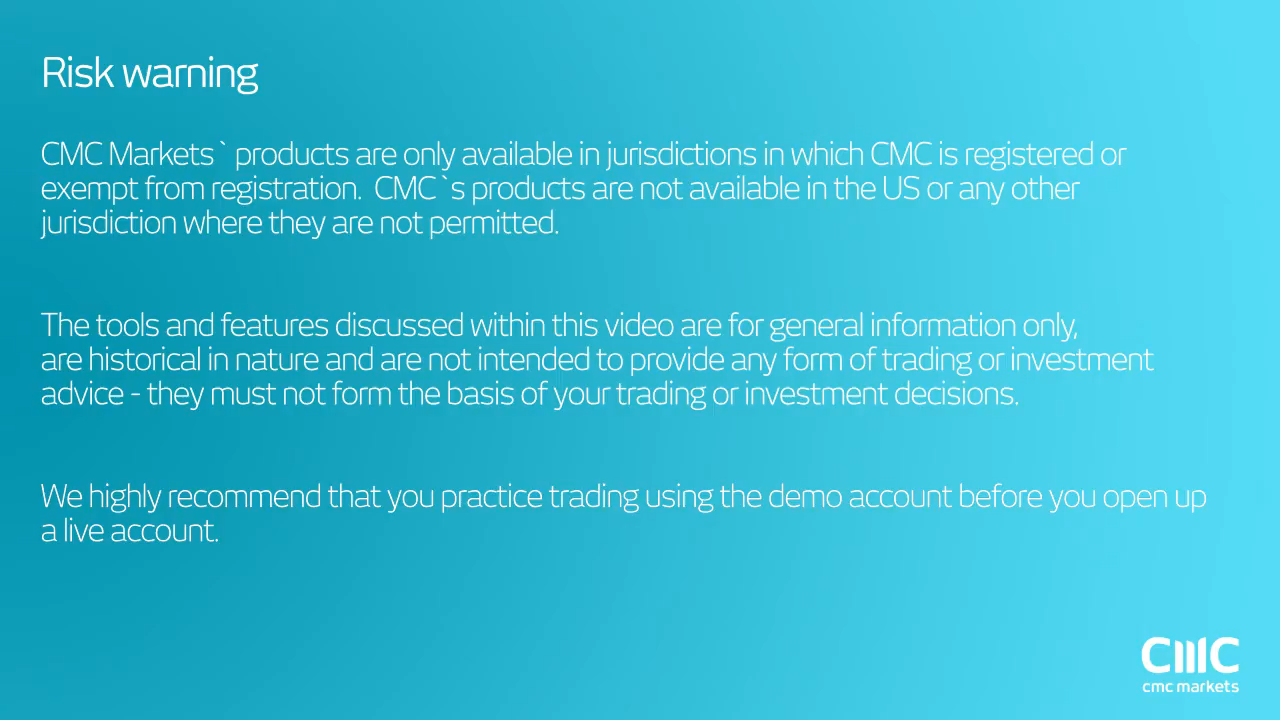 Risk warning
CMC Markets` products are only available in jurisdictions in which CMC is registered or
exempt from registration.  CMC`s products are not available in the US or any other
jurisdiction where they are not permitted.
The tools and features discussed within this video are for general information only,
are historical in nature and are not intended to provide any form of trading or investment
advice - they must not form the basis of your trading or investment decisions.
We highly recommend that you practice trading using the demo account before you open up
a live account.
CMC
cmc markets